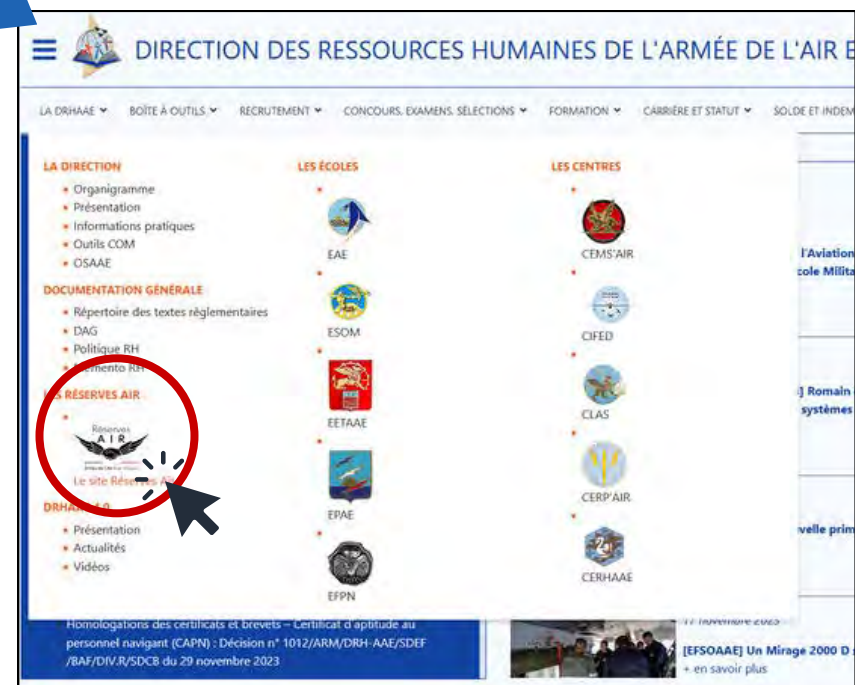 DIRECTION DES RESSOURCES HUMAINES DE L'ARMÉE DE L'AIR E
LA DRHAAE
BOÎTE À OUTILS
RECRUTEMENT
CONCOURS, EXAMENS, SÉLECTIONS
FORMATION
CARRIÈRE ET STATUT
SOLDE ET INDEM
LA DIRECTION
Organigramme
Présentation
Informations pratiques
Outils COM
OSAAE
DOCUMENTATION GÉNÉRALE
Répertoire des textes règlementaires
DAG
Politique RH
RH
RÉSERVES AIR
Réserves
AIR
Le site Réserves
Présentation
Actualités
Vidéos
LES ÉCOLES
EAE
ESOM
EETAAE
EPAE
EFPN
LES CENTRES
CEMS'AIR
CIFED
CLAS
CERP'AIR
CERHAAE
l'Aviation
cole Milita
] Romain
systèmes
velle prim
Homologations des certificats et brevets – Certificat d'aptitude au
personnel navigant (CAPN) : Décision n° 1012/ARM/DRH-AAE/SDEF
/BAF/DIV.R/SDCB du 29 novembre 2023
17 novembre 2023
[EFSOAAE] Un Mirage 2000 D
+ en savoir plus